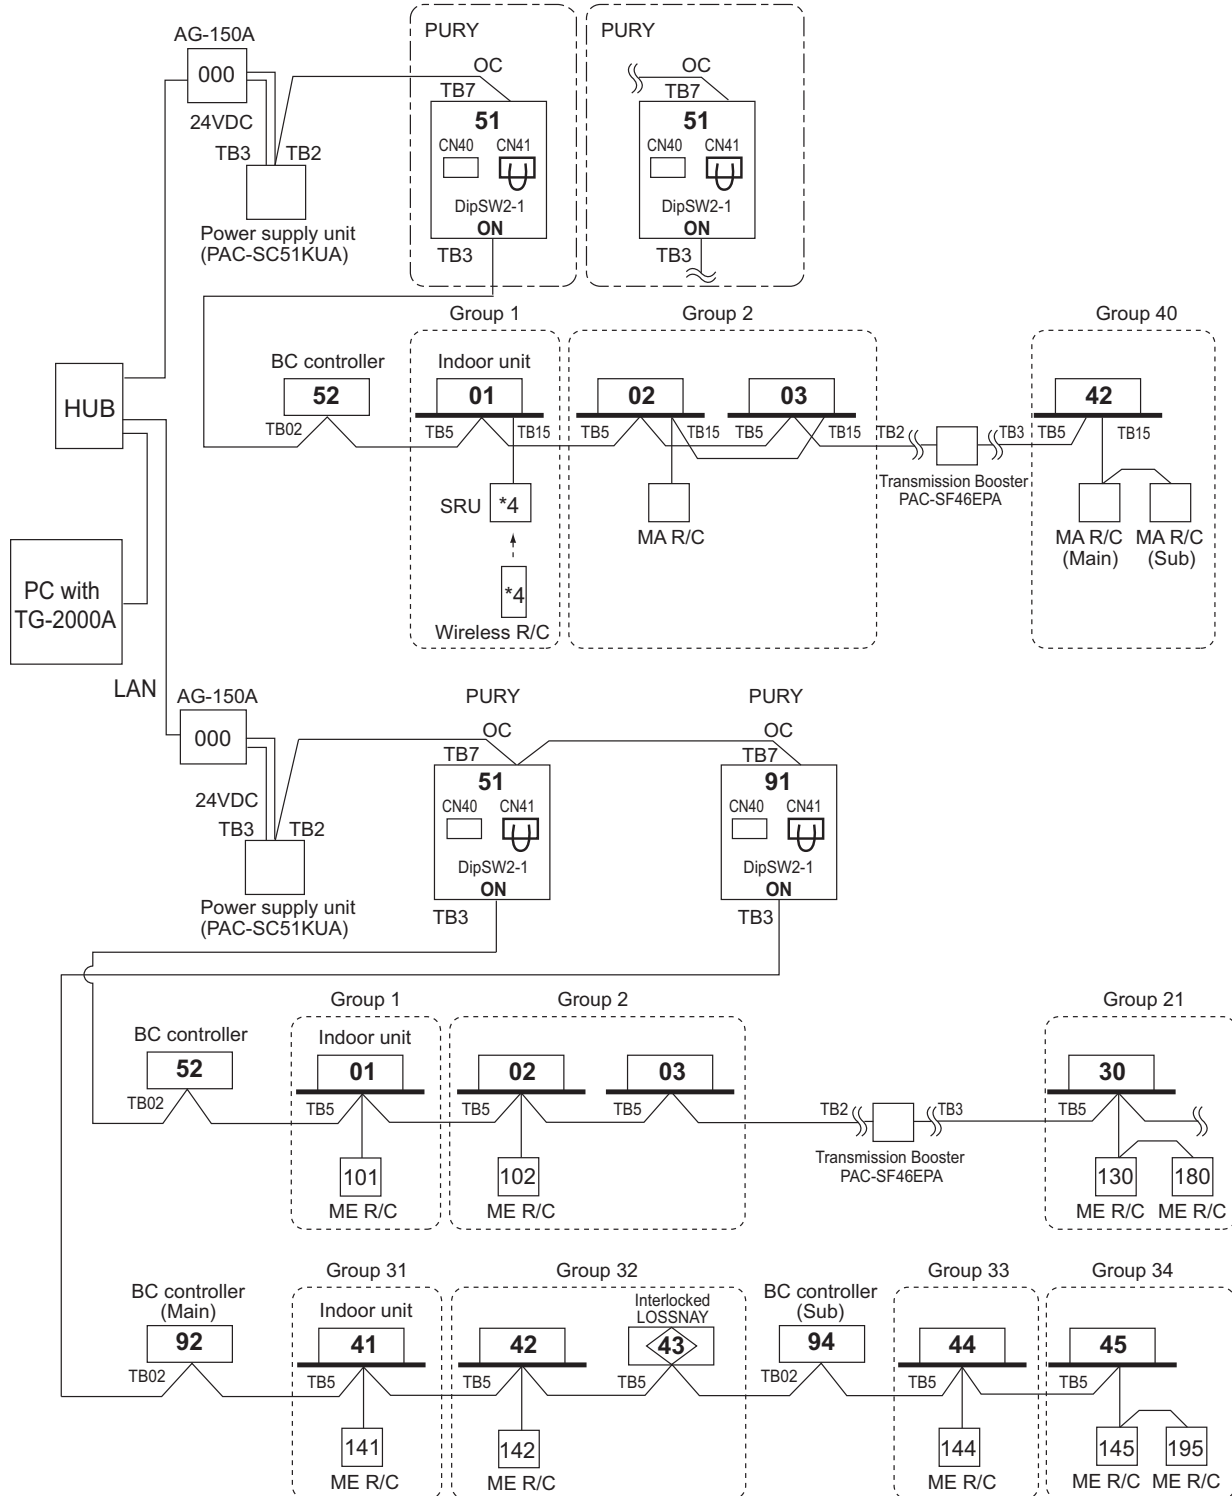 AG-150A
000
24VDC
TB3 TB2
Power supply unit
(PAC-SC51KUA)
PURY
OC
TB7
51
CN40 CN41
DipSW2-1
ON
TB3
PURY
OC
TB7
51
CN40 CN41
DipSW2-1
ON
TB3
HUB
PC with
TG-2000A
LAN
BC controller
52
TB02
Group 1
Indoor unit
01
TB5 TB15
SRU *4
*4
Wireless R/C
Group 2
02 03
TB5 TB15 TB5 TB15
MA R/C
TB2 TB3
Transmission Booster
PAC-SF46EPA
Group 40
42
TB5 TB15
MA R/C MA R/C
(Main) (Sub)
AG-150A
000
24VDC
TB3 TB2
Power supply unit
(PAC-SC51KUA)
PURY
OC
TB7
51
CN40 CN41
DipSW2-1
ON
TB3
PURY
OC
TB7
91
CN40 CN41
DipSW2-1
ON
TB3
BC controller
52
TB02
Group 1
Indoor unit
01
TB5
101
ME R/C
Group 2
02 03
TB5 TB5
102
ME R/C
TB2 TB3
Transmission Booster
PAC-SF46EPA
Group 21
30
TB5
130 180
ME R/C ME R/C
BC controller
(Main)
92
TB02
Group 31
Indoor unit
41
TB5
141
ME R/C
Group 32
Interlocked
LOSSNAY
42 43
TB5 TB5
142
ME R/C
BC controller
(Sub)
94
TB02
Group 33
44
TB5
144
ME R/C
Group 34
45
TB5
145 195
ME R/C ME R/C